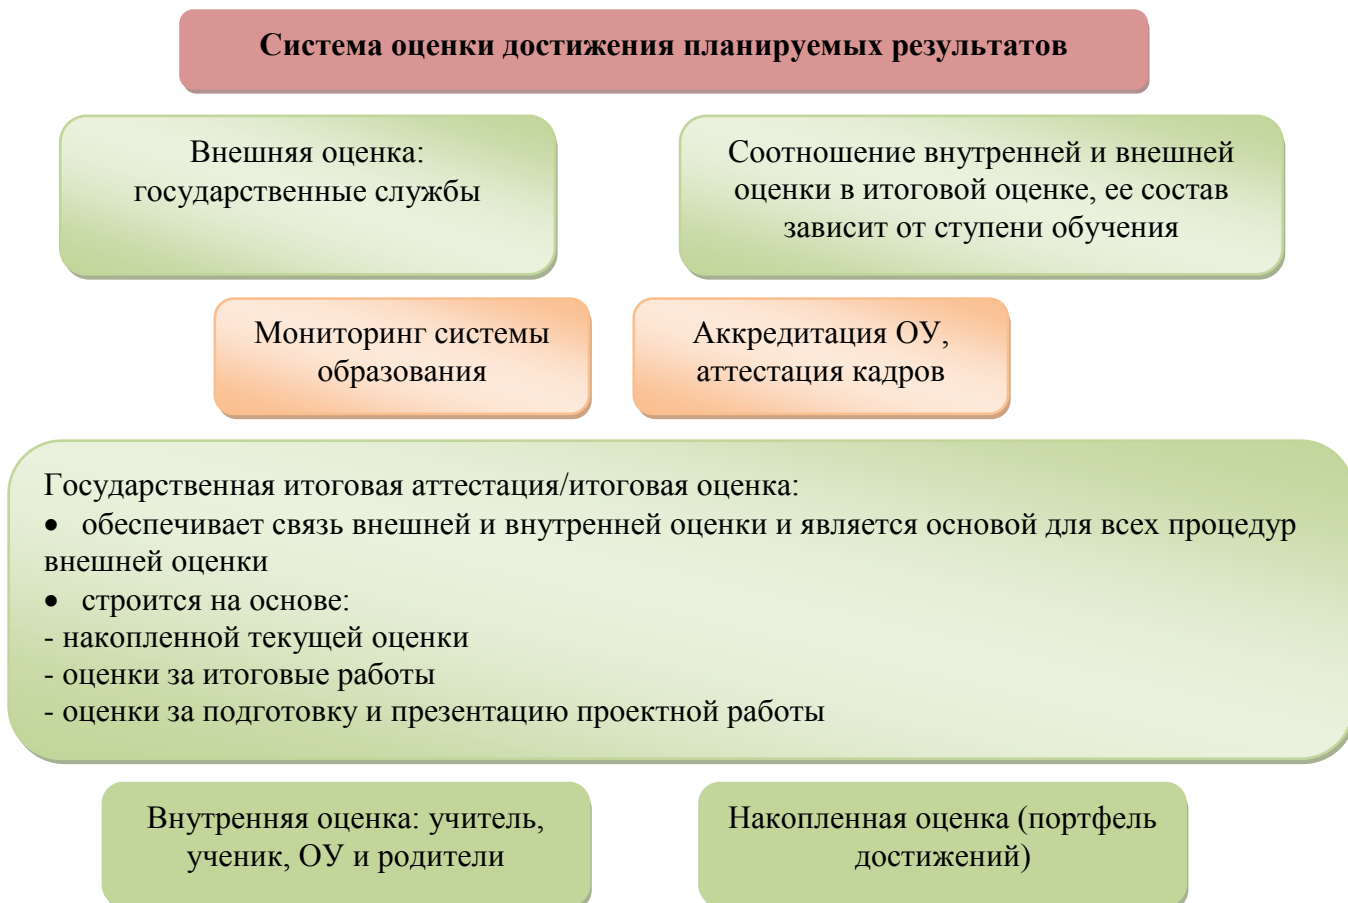 Система оценки достижения планируемых результатов
Внешняя оценка:
государственные службы
Соотношение внутренней и внешней
оценки в итоговой оценке, ее состав
зависит от ступени обучения
Мониторинг системы
образования
Аккредитация ОУ,
аттестация кадров
Государственная итоговая аттестация/итоговая оценка:
• обеспечивает связь внешней и внутренней оценки и является основой для всех процедур
внешней оценки
• строится на основе:
- накопленной текущей оценки
- оценки за итоговые работы
- оценки за подготовку и презентацию проектной работы
Внутренняя оценка: учитель,
ученик, ОУ и родители
Накопленная оценка (портфель
достижений)